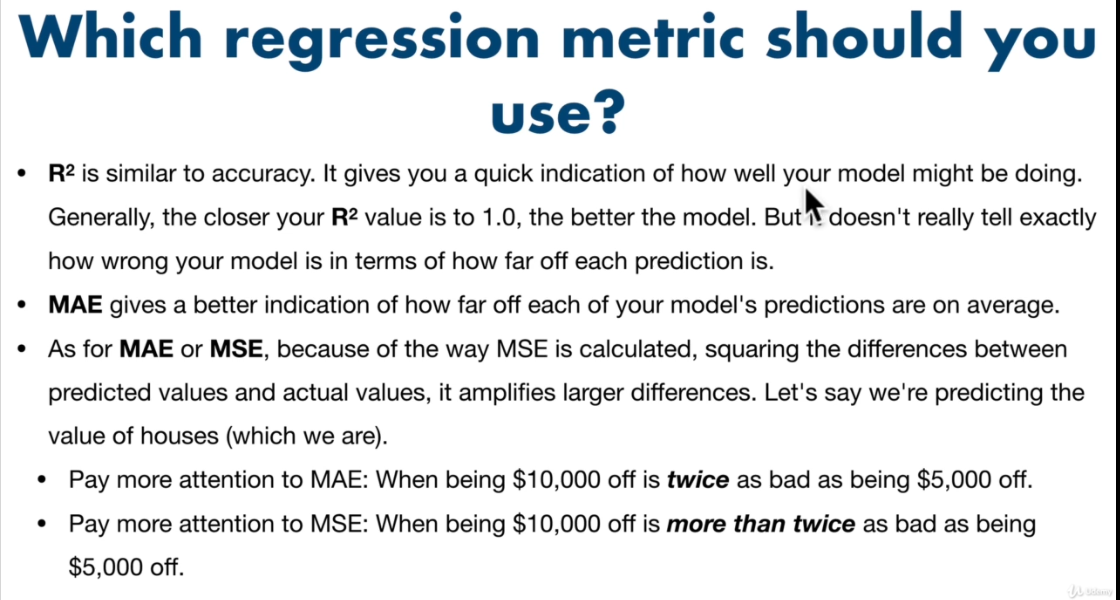 Which regression metric should you
use?
• R² is similar to accuracy. It gives you a quick indication of how well your model might be doing.
Generally, the closer your R² value is to 1.0, the better the model. But it doesn't really tell exactly
how wrong your model is in terms of how far off each prediction is.
• MAE gives a better indication of how far off each of your model's predictions are on average.
• As for MAE or MSE, because of the way MSE is calculated, squaring the differences between
predicted values and actual values, it amplifies larger differences. Let's say we're predicting the
value of houses (which we are).
• Pay more attention to MAE: When being $10,000 off is twice as bad as being $5,000 off.
• Pay more attention to MSE: When being $10,000 off is more than twice as bad as being
$5,000 off.
Udemy